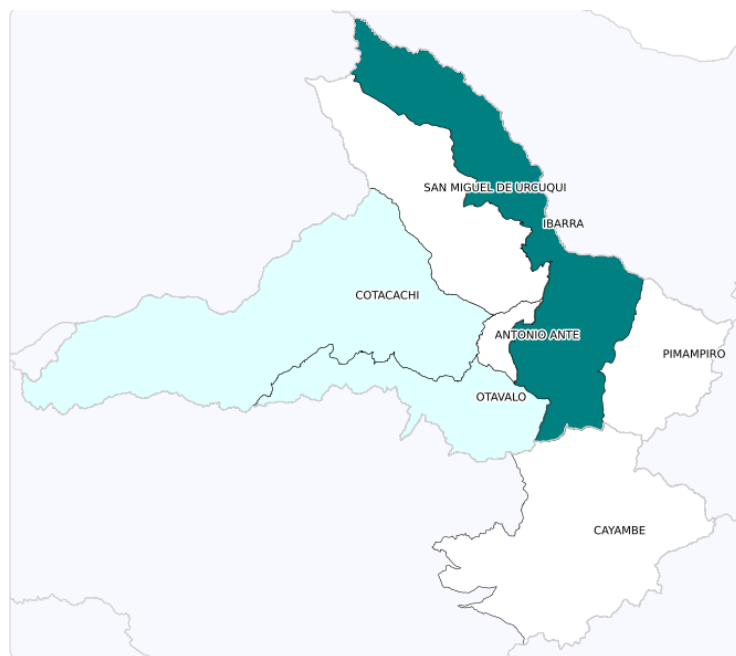 SAN MIGUEL DE URCUQUI
IBARRA
COTACACHI
ANTONIO ANTE
PIMAMPIRO
OTAVALO
CAYAMBE